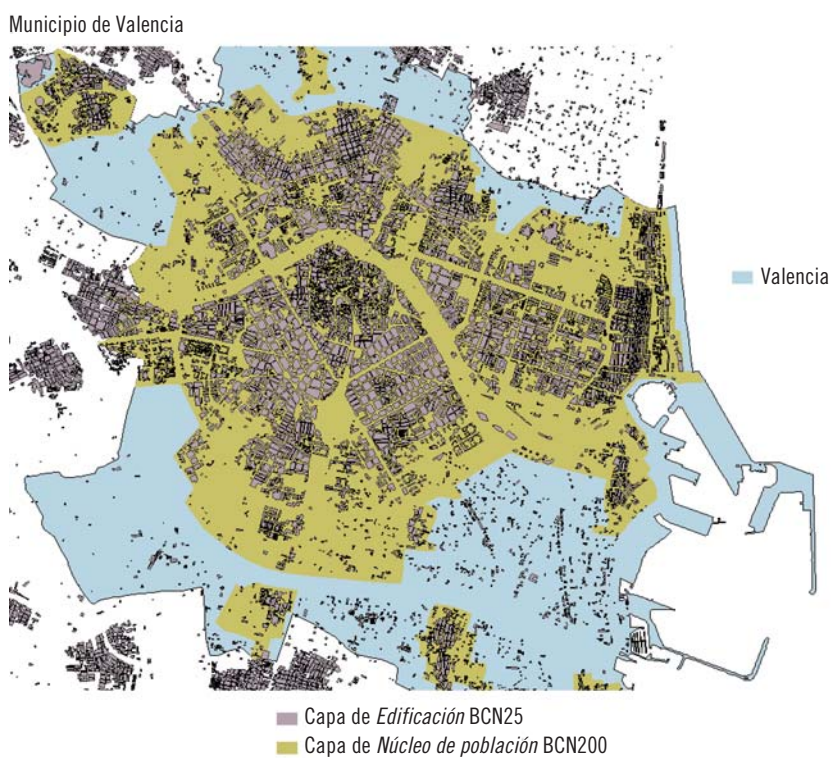 Municipio de Valencia
Valencia
Capa de Edificación BCN25
Capa de Núcleo de población BCN200